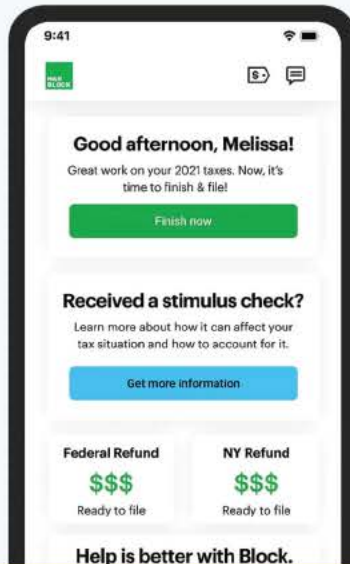 9:41
H&R
BLOCK
$
Good afternoon, Melissa!
Great work on your 2021 taxes. Now, it's
time to finish & file!
Finish now
Received a stimulus check?
Learn more about how it can affect your
tax situation and how to account for it.
Get more information
Federal Refund
NY Refund
$$$
$$$
Ready to file
Ready to file
Help is better with Block.